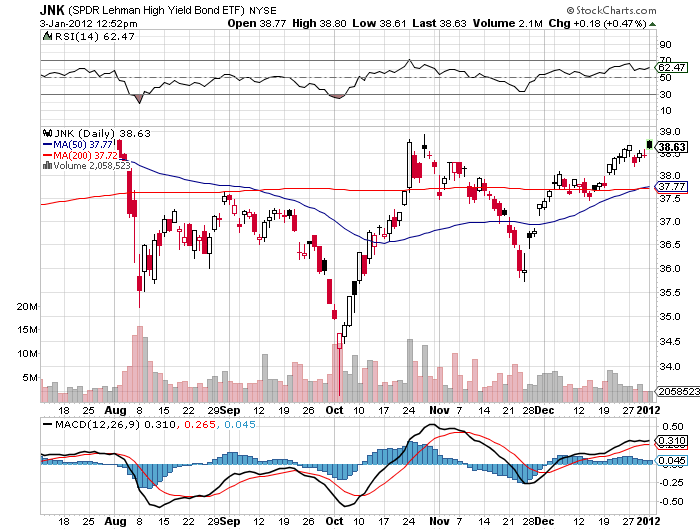 JNK (SPDR Lehman High Yield Bond ETF) NYSE © StockCharts.com
3-Jan-2012 12:52pm Open 38.77 High 38.80 Low 38.61 Last 38.63 Volume 2.1M Chg +0.18 (+0.47%)
RSI(14) 62.47
90
70
62.47
50
30
10
JNK (Daily) 38.63
MA(50) 37.77
MA(200) 37.72
Volume 2,058,523
39.0
38.63
38.5
38.0
37.77
37.5
37.0
36.5
36.0
35.5
35.0
34.5
34.0
20M
15M
10M
5M
2058523
18 25 Aug 8 15 22 29 Sep 12 19 26 Oct 10 17 24 Nov 7 14 21 28 Dec 12 19 27 2012
MACD(12,26,9) 0.310, 0.265, 0.045
0.50
0.310
0.045
-0.25
-0.50
18 25 Aug 8 15 22 29 Sep 12 19 26 Oct 10 17 24 Nov 7 14 21 28 Dec 12 19 27 2012